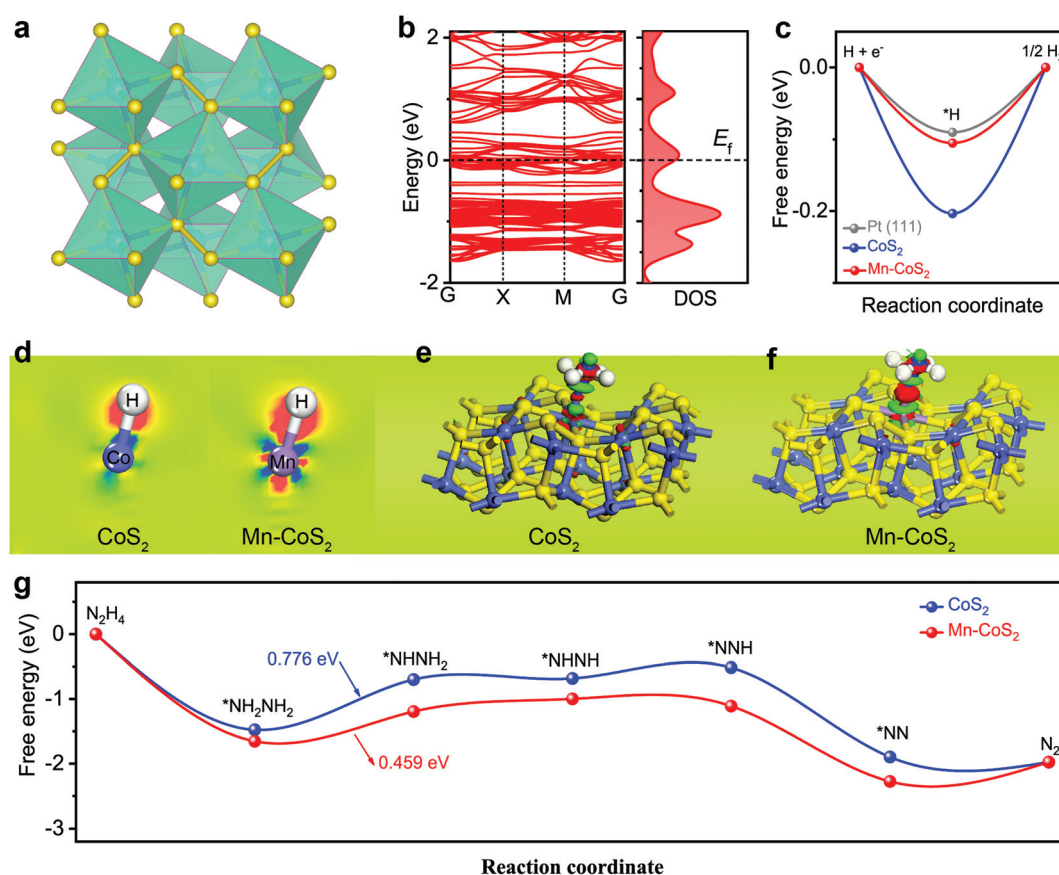 a
b
2
0
-2
Energy (eV)
E_f
G
X
M
G
DOS
c
H + e⁻
1/2 H₂
*H
0.0
-0.2
Free energy (eV)
Pt (111)
CoS₂
Mn-CoS₂
Reaction coordinate
d
H
Co
CoS₂
H
Mn
Mn-CoS₂
e
CoS₂
f
Mn-CoS₂
g
0
-1
-2
-3
Free energy (eV)
N₂H₄
*NH₂NH₂
0.776 eV
0.459 eV
*NHNH₂
*NHNH
*NNH
*NN
N₂
CoS₂
Mn-CoS₂
Reaction coordinate